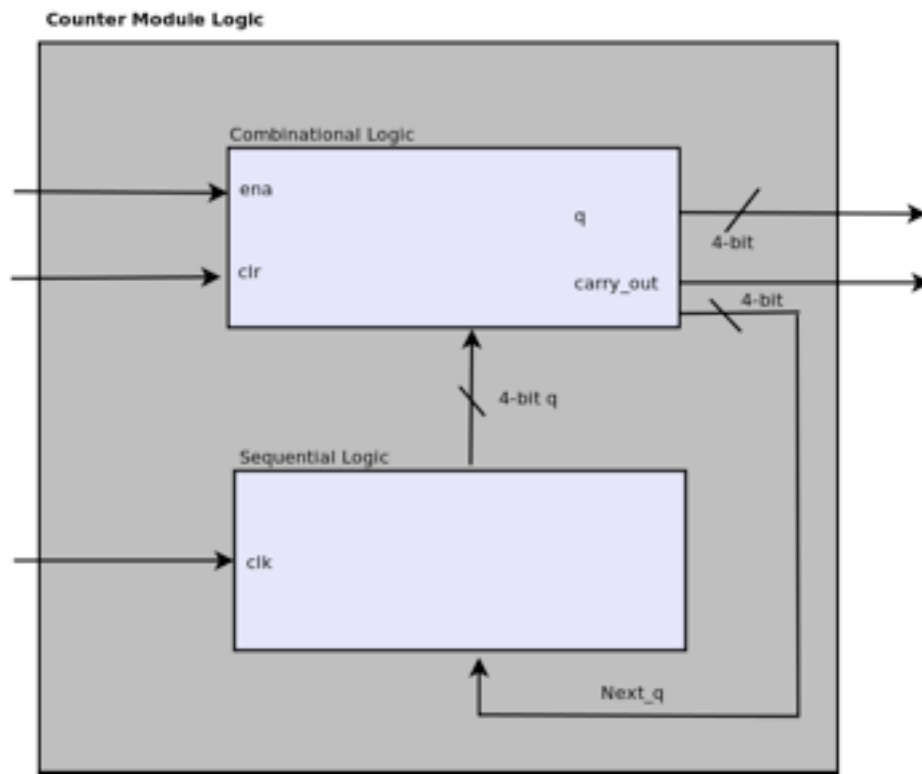 Counter Module Logic
Combinational Logic
ena
q
4-bit
clr
carry_out
4-bit
4-bit q
Sequential Logic
clk
Next_q